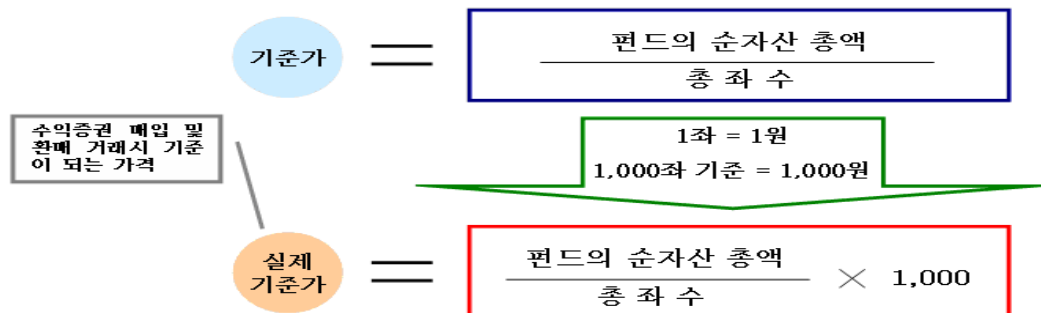 기준가
펀드의 순자산 총액
총 좌 수
수익증권 매입 및
환매 거래시 기준
이 되는 가격
1좌 = 1원
1,000좌 기준 = 1,000원
실제
기준가
펀드의 순자산 총액
총 좌 수
× 1,000